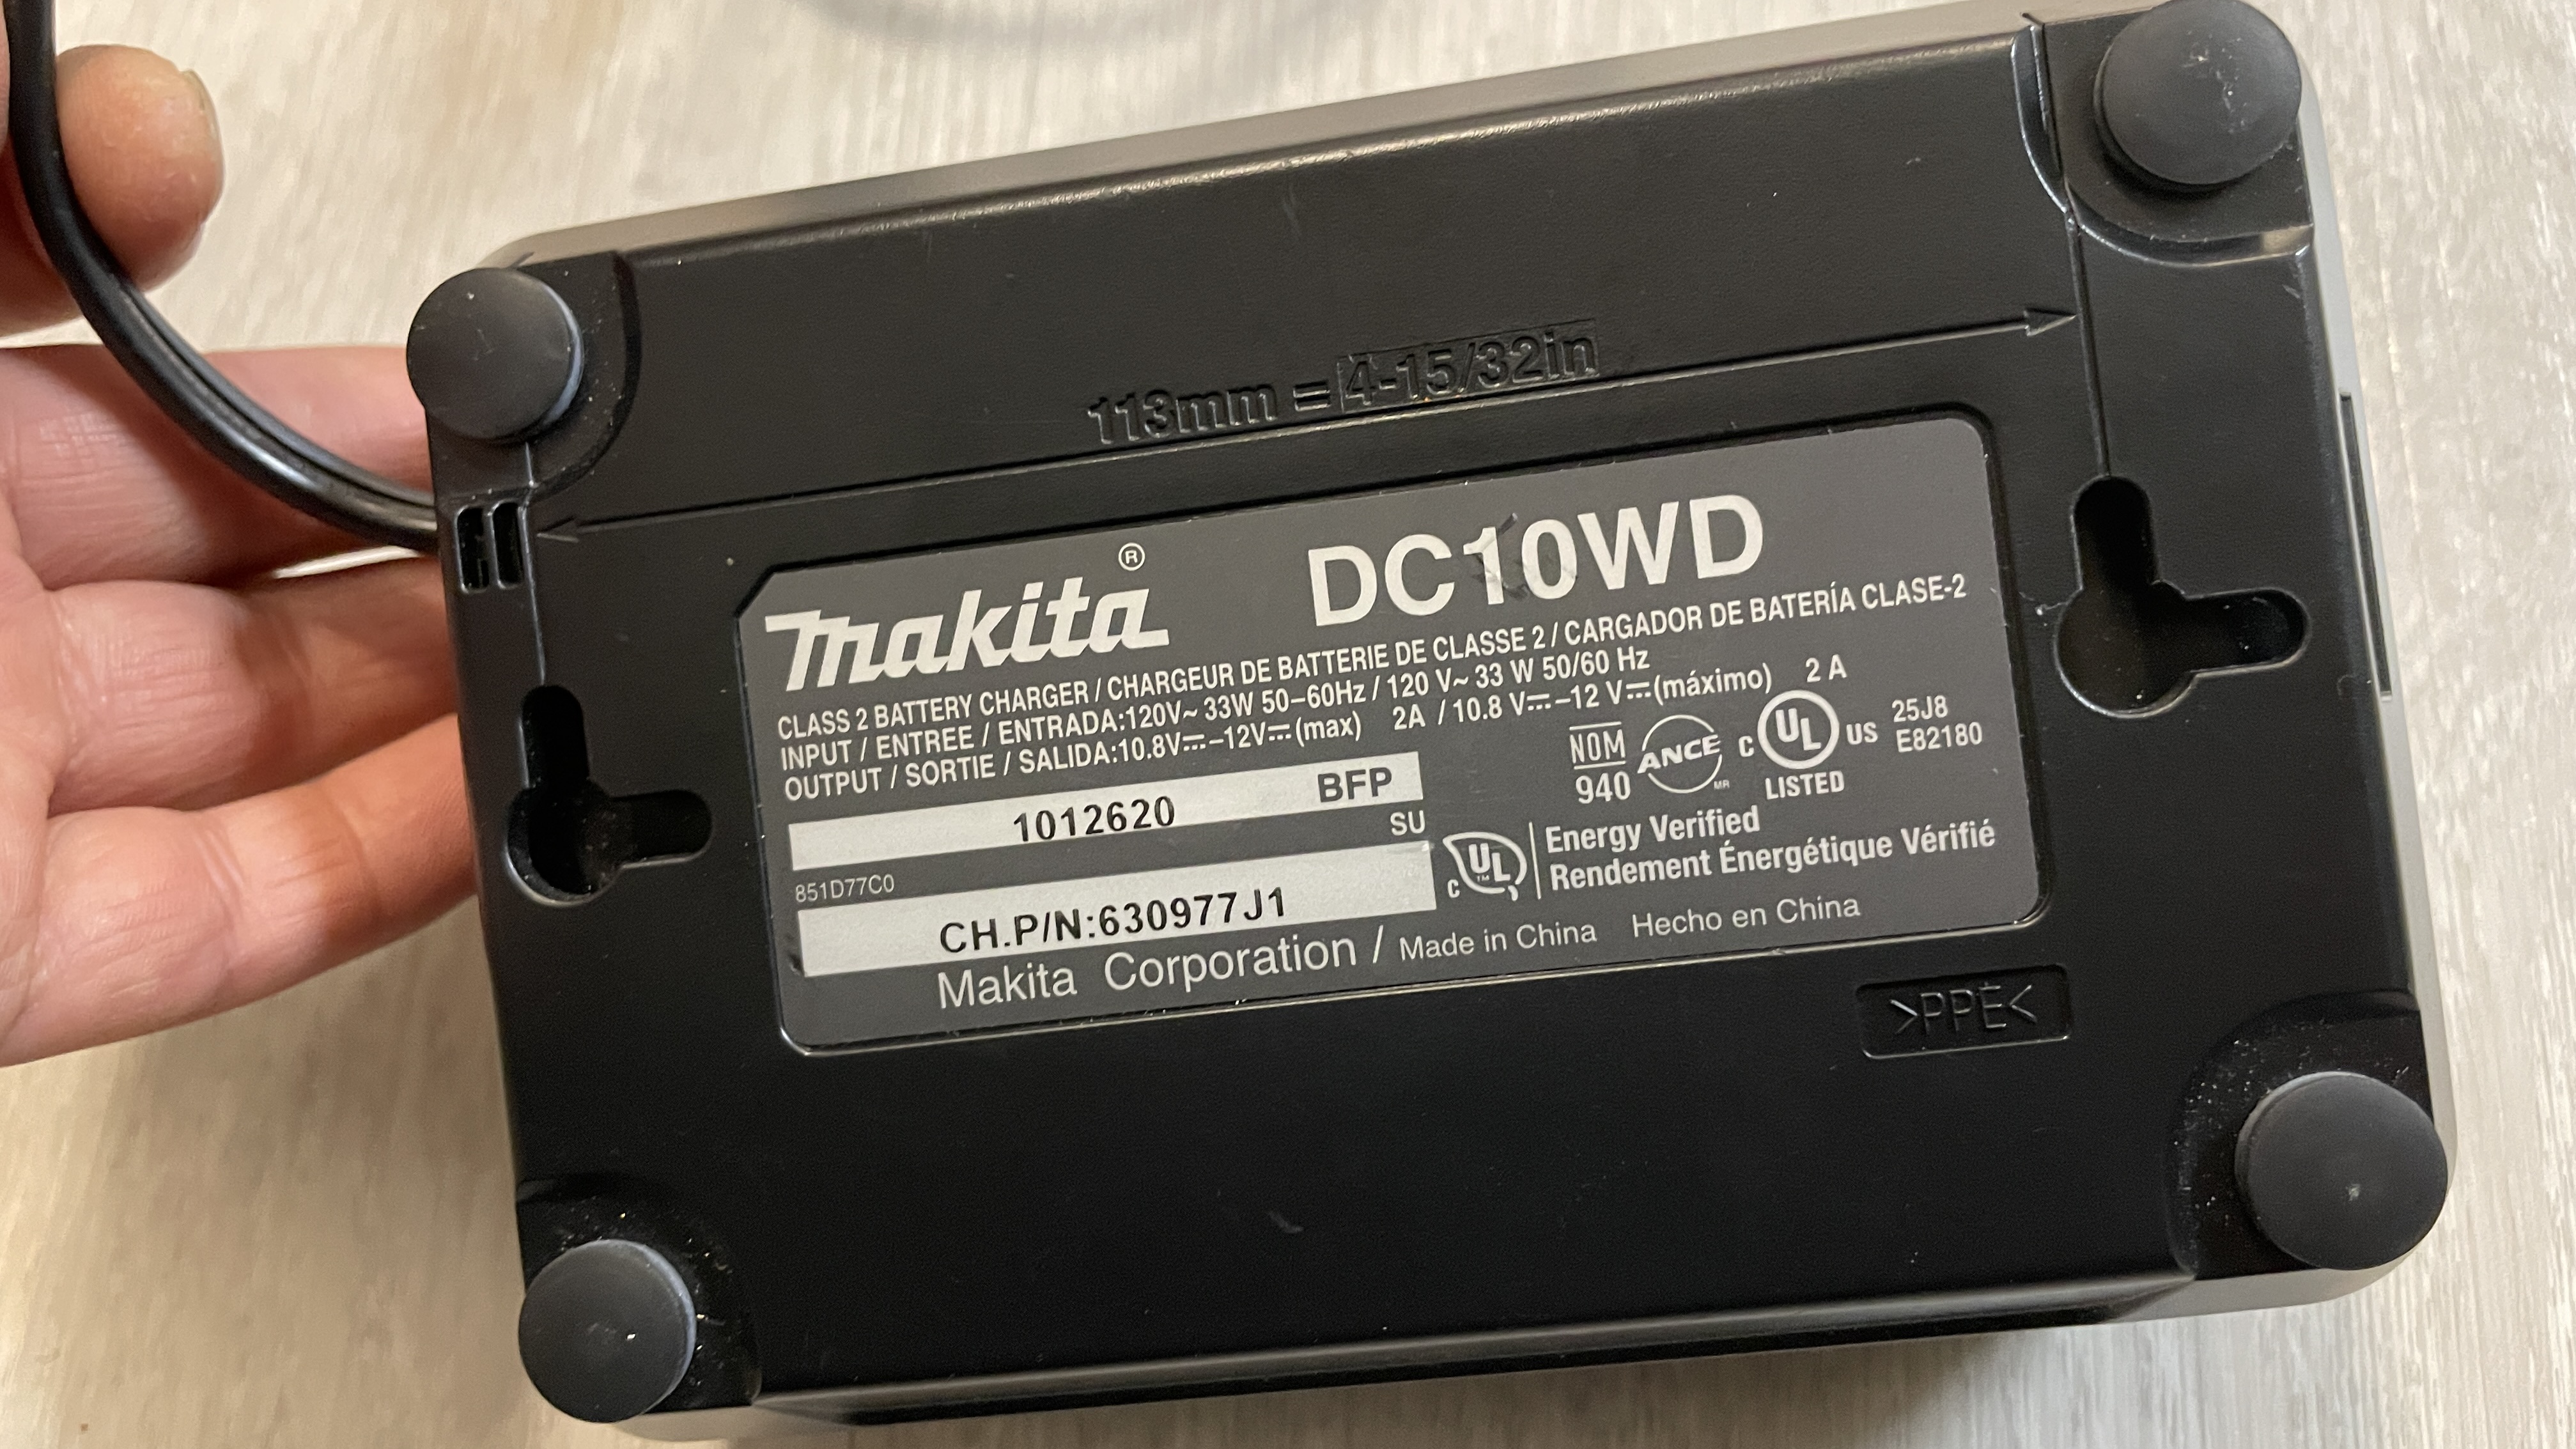 113mm = 4-15/32in
makita® DC10WD
CLASS 2 BATTERY CHARGER / CHARGEUR DE BATTERIE DE CLASSE 2 / CARGADOR DE BATERÍA CLASE-2
INPUT / ENTREE / ENTRADA:120V~ 33W 50–60Hz / 120 V~ 33 W 50/60 Hz
OUTPUT / SORTIE / SALIDA:10.8V⎓–12V⎓(max) 2A / 10.8 V⎓–12 V⎓(máximo) 2 A
1012620 BFP
SU
851D77C0
CH.P/N:630977J1
NOM
940
ANCE
MR
C UL US
LISTED
25J8
E82180
C UL
TM
Energy Verified
Rendement Énergétique Vérifié
Makita Corporation / Made in China Hecho en China
>PPE<